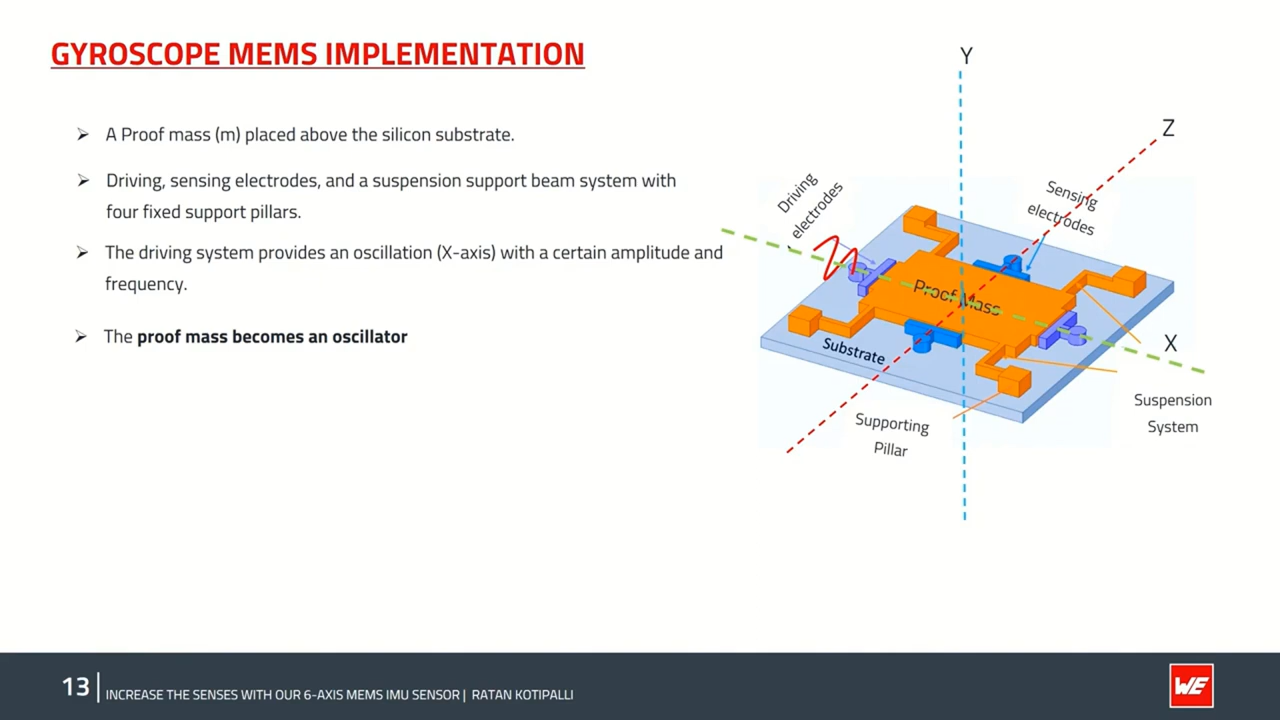 GYROSCOPE MEMS IMPLEMENTATION
A Proof mass (m) placed above the silicon substrate.
Driving, sensing electrodes, and a suspension support beam system with
four fixed support pillars.
The driving system provides an oscillation (X-axis) with a certain amplitude and
frequency.
The proof mass becomes an oscillator
Y
Z
Driving
electrodes
Sensing
electrodes
Proof Mass
Substrate
X
Supporting
Pillar
Suspension
System
13
INCREASE THE SENSES WITH OUR 6-AXIS MEMS IMU SENSOR | RATAN KOTIPALLI
WE